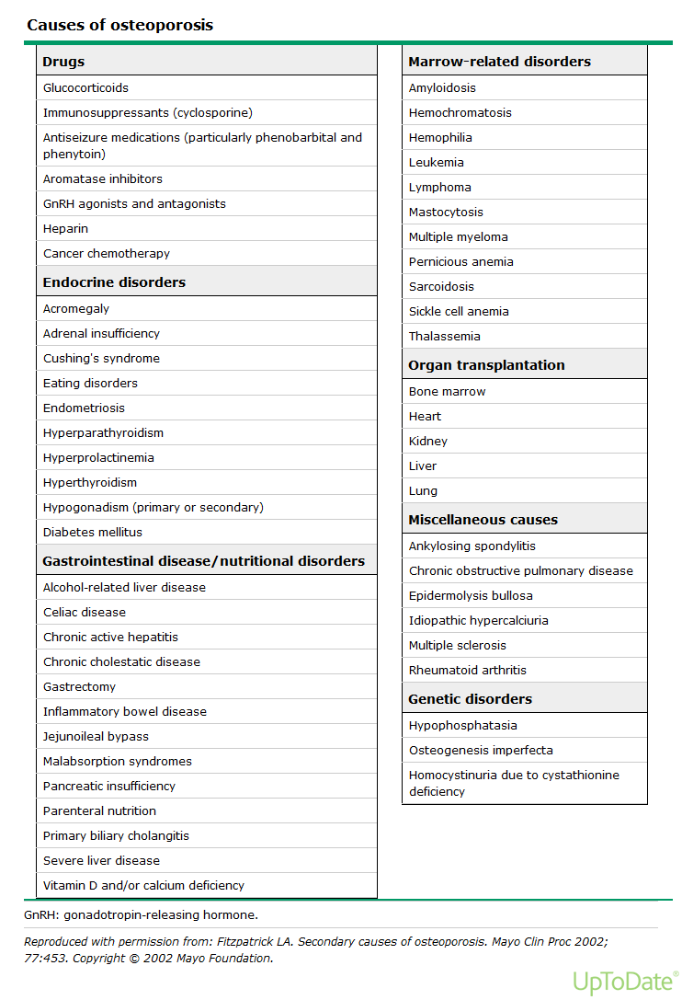 Causes of osteoporosis
Drugs
Glucocorticoids
Immunosuppressants (cyclosporine)
Antiseizure medications (particularly phenobarbital and
phenytoin)
Aromatase inhibitors
GnRH agonists and antagonists
Heparin
Cancer chemotherapy
Endocrine disorders
Acromegaly
Adrenal insufficiency
Cushing's syndrome
Eating disorders
Endometriosis
Hyperparathyroidism
Hyperprolactinemia
Hyperthyroidism
Hypogonadism (primary or secondary)
Diabetes mellitus
Gastrointestinal disease/nutritional disorders
Alcohol-related liver disease
Celiac disease
Chronic active hepatitis
Chronic cholestatic disease
Gastrectomy
Inflammatory bowel disease
Jejunoileal bypass
Malabsorption syndromes
Pancreatic insufficiency
Parenteral nutrition
Primary biliary cholangitis
Severe liver disease
Vitamin D and/or calcium deficiency
Marrow-related disorders
Amyloidosis
Hemochromatosis
Hemophilia
Leukemia
Lymphoma
Mastocytosis
Multiple myeloma
Pernicious anemia
Sarcoidosis
Sickle cell anemia
Thalassemia
Organ transplantation
Bone marrow
Heart
Kidney
Liver
Lung
Miscellaneous causes
Ankylosing spondylitis
Chronic obstructive pulmonary disease
Epidermolysis bullosa
Idiopathic hypercalciuria
Multiple sclerosis
Rheumatoid arthritis
Genetic disorders
Hypophosphatasia
Osteogenesis imperfecta
Homocystinuria due to cystathionine
deficiency
GnRH: gonadotropin-releasing hormone.
Reproduced with permission from: Fitzpatrick LA. Secondary causes of osteoporosis. Mayo Clin Proc 2002;
77:453. Copyright © 2002 Mayo Foundation.
UpToDate®